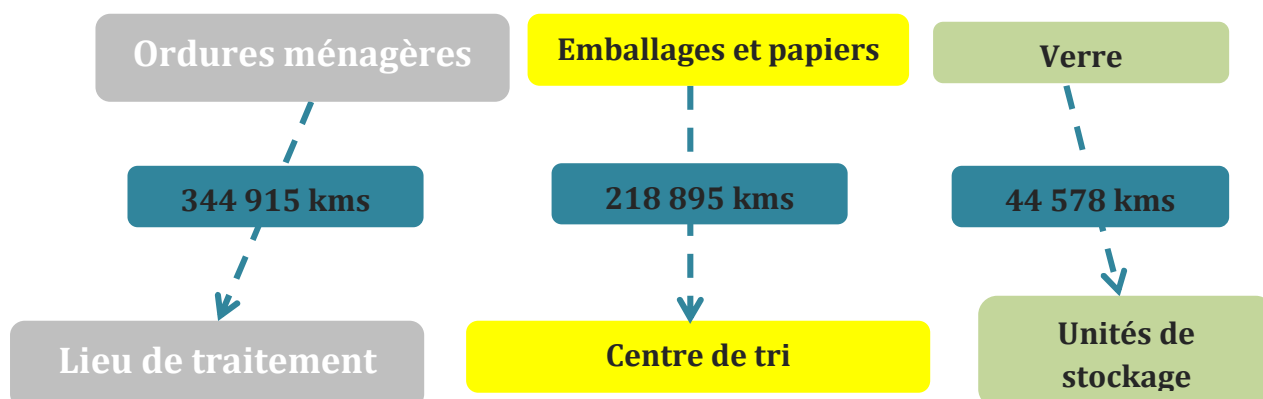 Ordures ménagères
Emballages et papiers
Verre
344 915 kms
218 895 kms
44 578 kms
Lieu de traitement
Centre de tri
Unités de
stockage